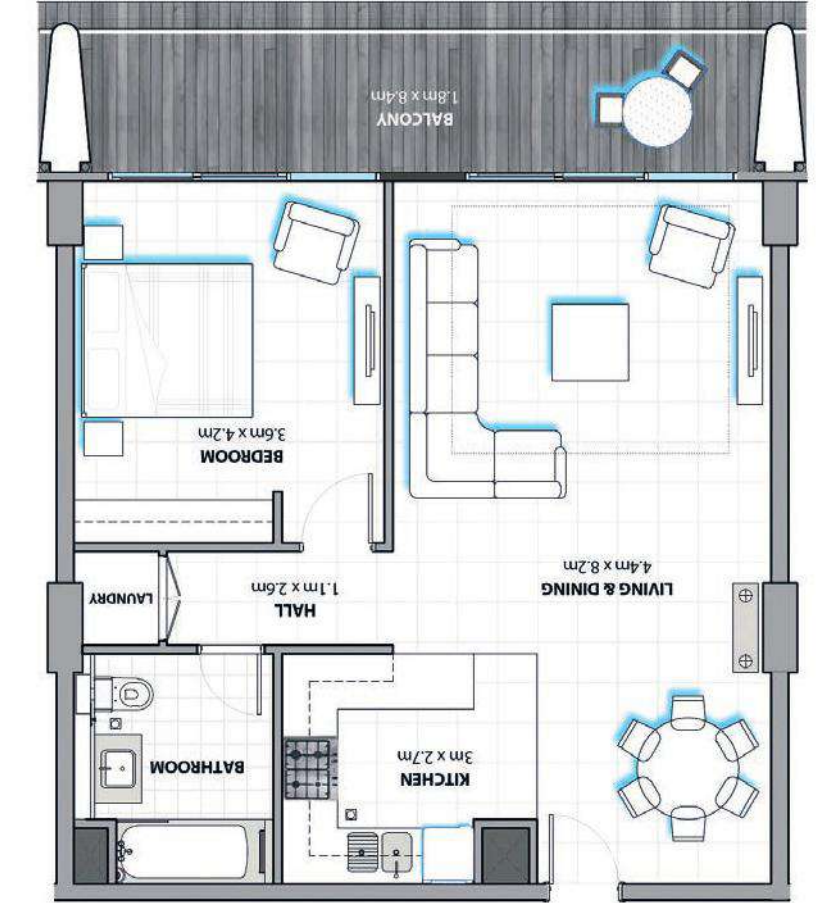 KITCHEN
3m x 2.7m
BATHROOM
LIVING & DINING
4.4m x 8.2m
HALL
1.1m x 2.6m
LAUNDRY
BEDROOM
3.6m x 4.2m
BALCONY
1.8m x 8.4m